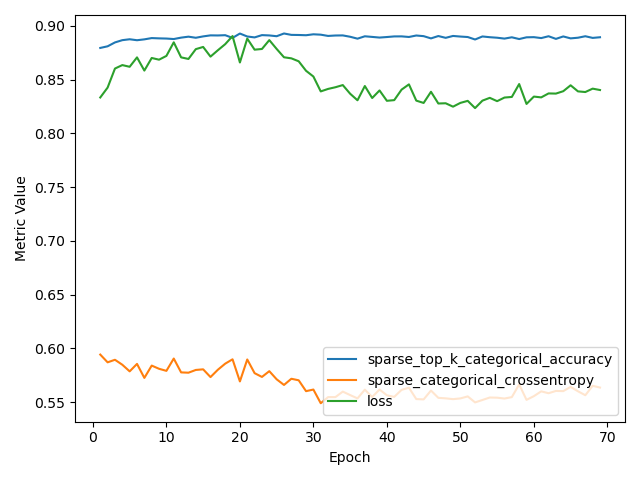 0.90
0.85
0.80
0.75
0.70
0.65
0.60
0.55
Metric Value
sparse_top_k_categorical_accuracy
sparse_categorical_crossentropy
loss
0 10 20 30 40 50 60 70
Epoch